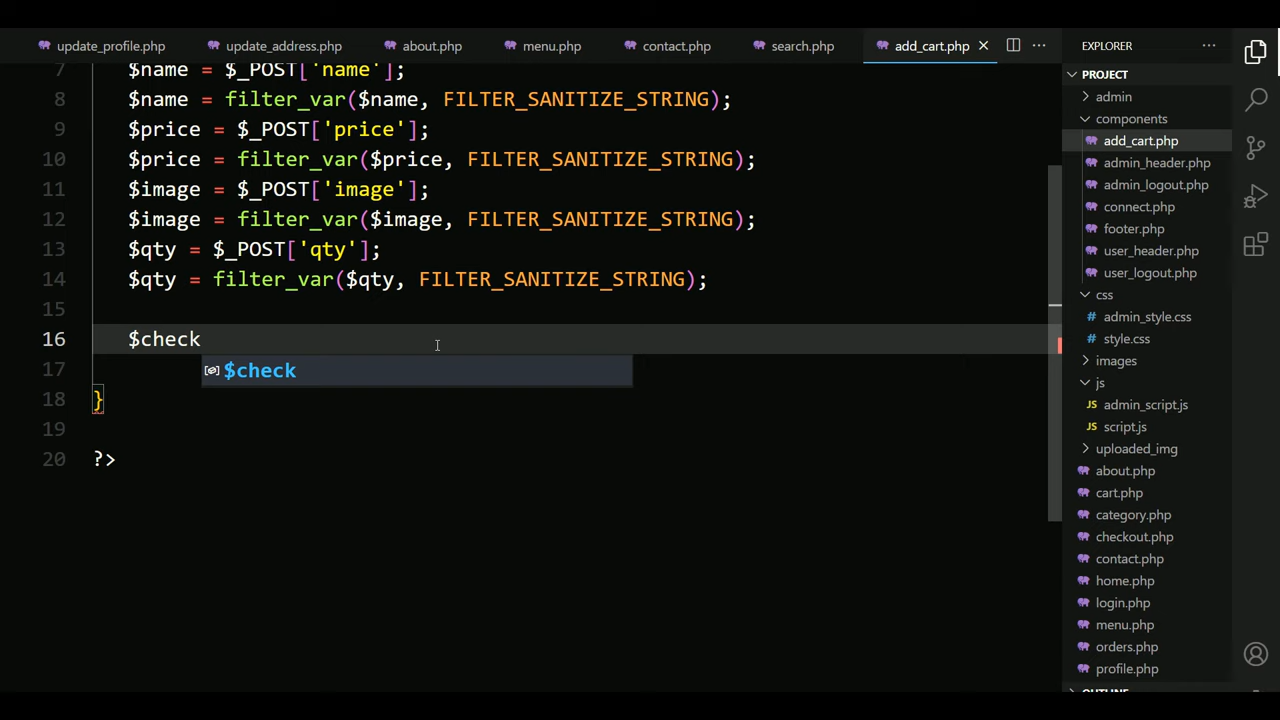 update_profile.php update_address.php about.php menu.php contact.php search.php add_cart.php
7 $name = $_POST['name'];
8 $name = filter_var($name, FILTER_SANITIZE_STRING);
9 $price = $_POST['price'];
10 $price = filter_var($price, FILTER_SANITIZE_STRING);
11 $image = $_POST['image'];
12 $image = filter_var($image, FILTER_SANITIZE_STRING);
13 $qty = $_POST['qty'];
14 $qty = filter_var($qty, FILTER_SANITIZE_STRING);
15
16 $check
$check
17
18 }
19
20 ?>
EXPLORER
PROJECT
admin
components
add_cart.php
admin_header.php
admin_logout.php
connect.php
footer.php
user_header.php
user_logout.php
css
# admin_style.css
# style.css
images
js
JS admin_script.js
JS script.js
uploaded_img
about.php
cart.php
category.php
checkout.php
contact.php
home.php
login.php
menu.php
orders.php
profile.php
OUTLINE